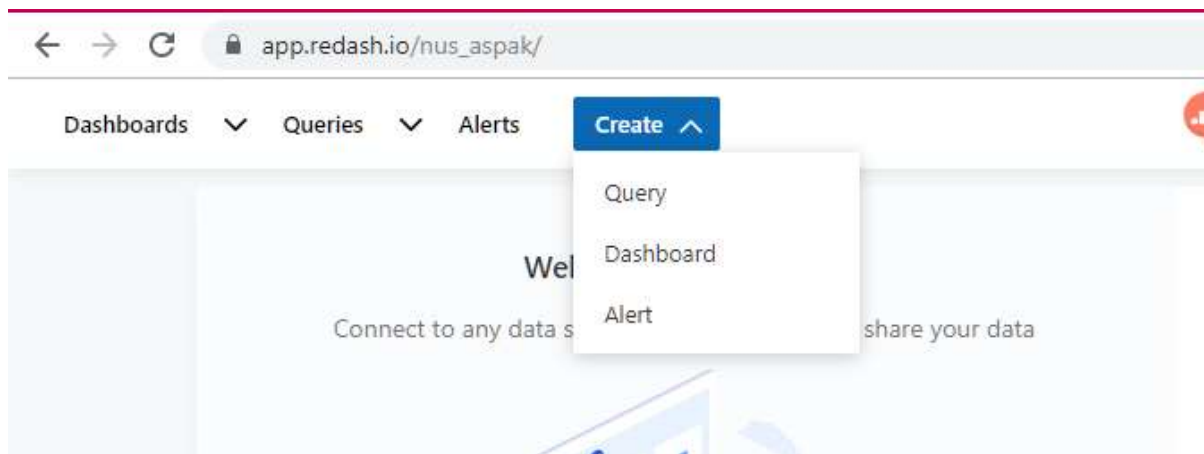 app.redash.io/nus_aspak/
Dashboards Queries Alerts Create
Query
Dashboard
Alert
Wel
Connect to any data s share your data